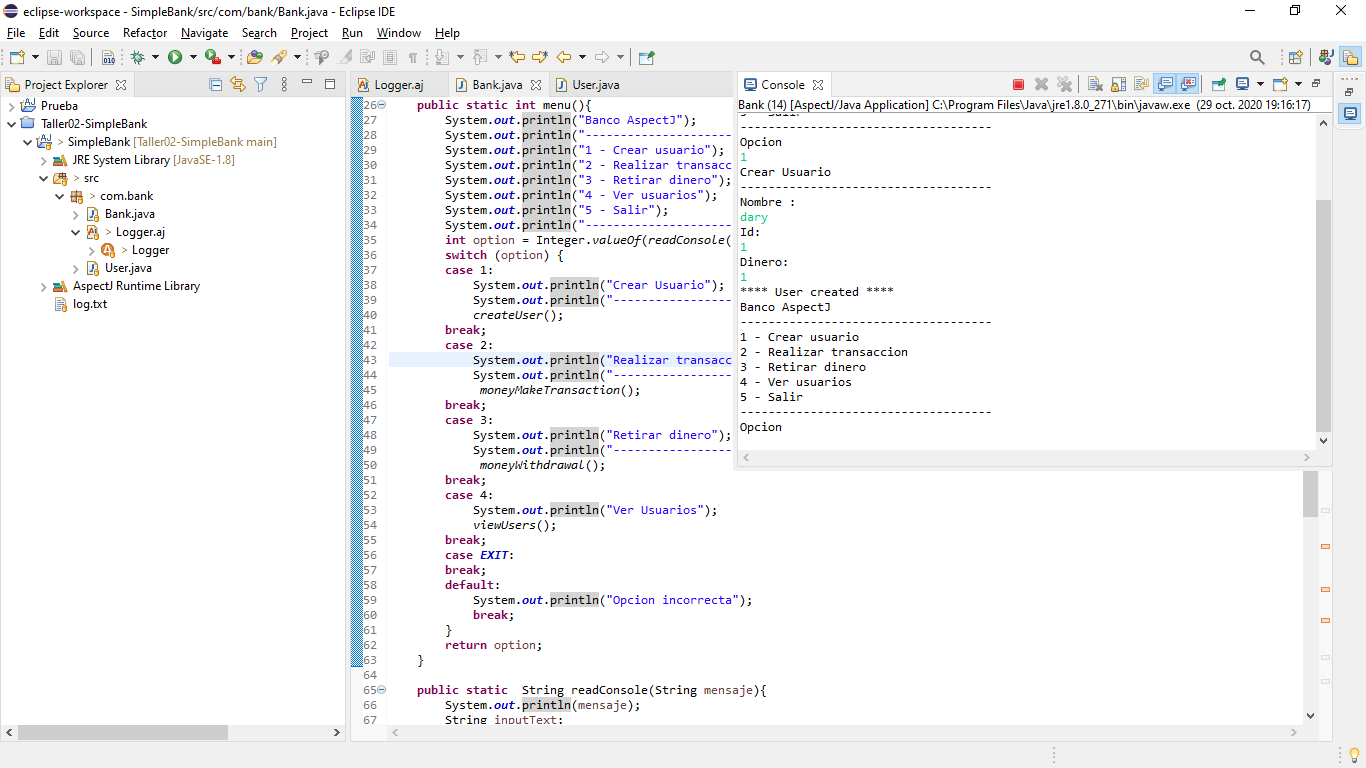 eclipse-workspace - SimpleBank/src/com/bank/Bank.java - Eclipse IDE
File Edit Source Refactor Navigate Search Project Run Window Help
Project Explorer
Prueba
Taller02-SimpleBank
> SimpleBank [Taller02-SimpleBank main]
JRE System Library [JavaSE-1.8]
> src
> com.bank
Bank.java
> Logger.aj
> Logger
User.java
AspectJ Runtime Library
log.txt
Logger.aj Bank.java User.java
26 public static int menu(){
27 System.out.println("Banco AspectJ");
28 System.out.println("---------------------
29 System.out.println("1 - Crear usuario");
30 System.out.println("2 - Realizar transacc
31 System.out.println("3 - Retirar dinero");
32 System.out.println("4 - Ver usuarios");
33 System.out.println("5 - Salir");
34 System.out.println("---------------------
35 int option = Integer.valueOf(readConsole(
36 switch (option) {
37 case 1:
38 System.out.println("Crear Usuario");
39 System.out.println("-----------------
40 createUser();
41 break;
42 case 2:
43 System.out.println("Realizar transacc
44 System.out.println("-----------------
45 moneyMakeTransaction();
46 break;
47 case 3:
48 System.out.println("Retirar dinero");
49 System.out.println("-----------------
50 moneyWithdrawal();
51 break;
52 case 4:
53 System.out.println("Ver Usuarios");
54 viewUsers();
55 break;
56 case EXIT:
57 break;
58 default:
59 System.out.println("Opcion incorrecta");
60 break;
61 }
62 return option;
63 }
64
65 public static String readConsole(String mensaje){
66 System.out.println(mensaje);
67 String inputText;
Console
Bank (14) [AspectJ/Java Application] C:\Program Files\Java\jre1.8.0_271\bin\javaw.exe (29 oct. 2020 19:16:17)
5 - Salir
------------------------------------
Opcion
1
Crear Usuario
------------------------------------
Nombre :
dary
Id:
1
Dinero:
1
**** User created ****
Banco AspectJ
------------------------------------
1 - Crear usuario
2 - Realizar transaccion
3 - Retirar dinero
4 - Ver usuarios
5 - Salir
------------------------------------
Opcion